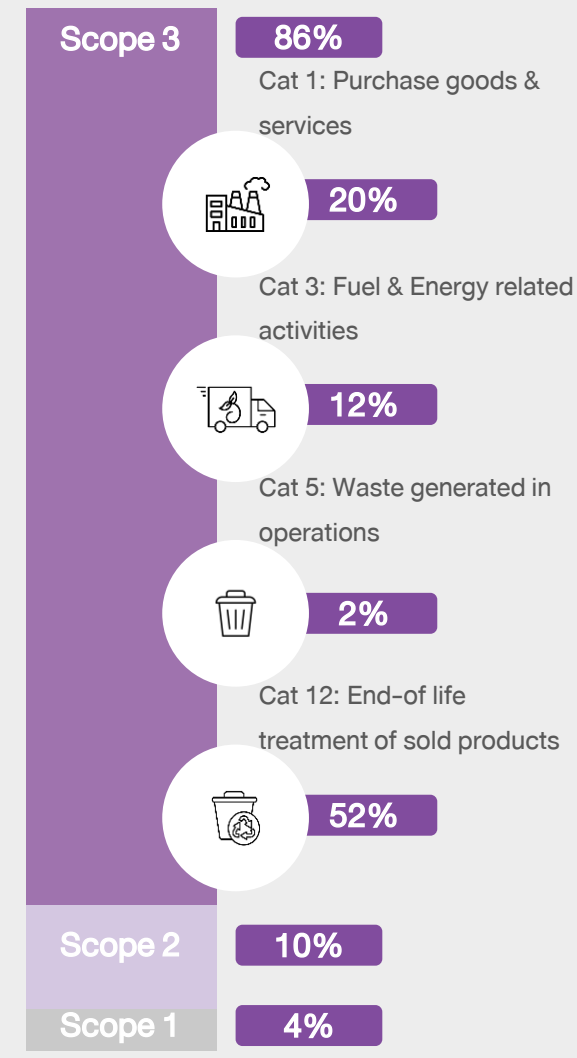 Scope 3 86%
Cat 1: Purchase goods &
services
20%
Cat 3: Fuel & Energy related
activities
12%
Cat 5: Waste generated in
operations
2%
Cat 12: End-of life
treatment of sold products
52%
Scope 2 10%
Scope 1 4%